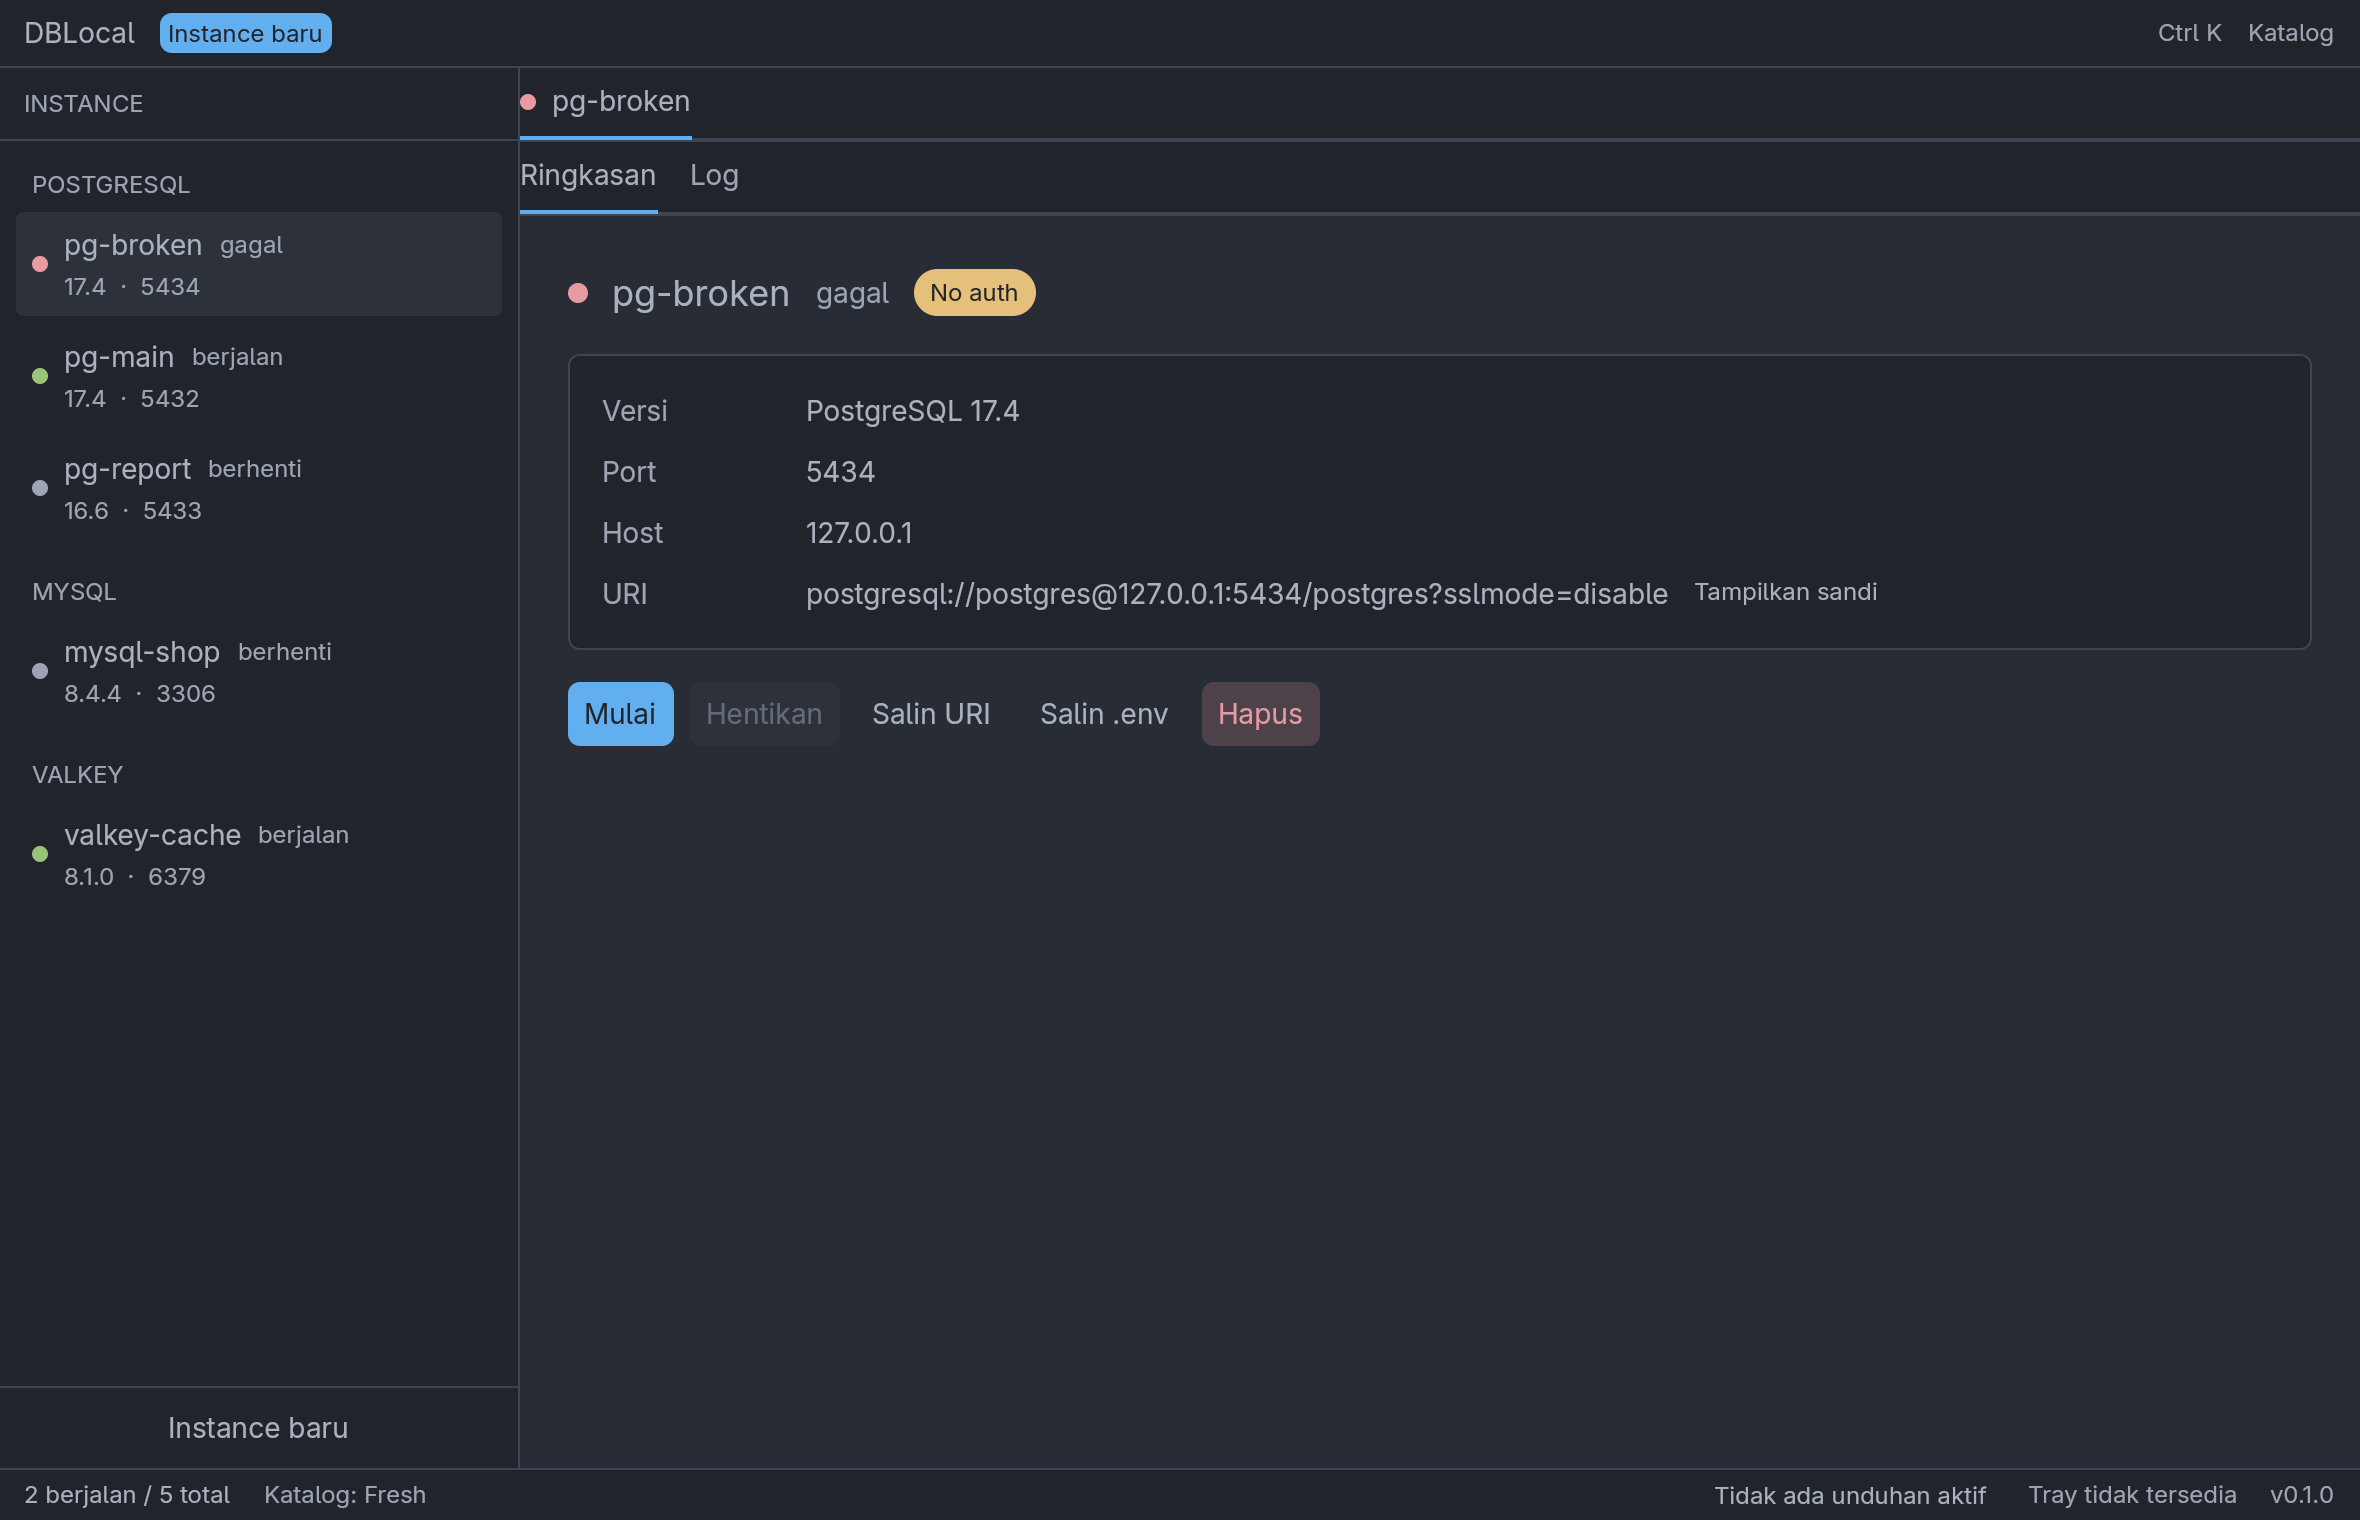 DBLocal Instance baru Ctrl K Katalog
INSTANCE
POSTGRESQL
pg-broken gagal
17.4 · 5434
pg-main berjalan
17.4 · 5432
pg-report berhenti
16.6 · 5433
MYSQL
mysql-shop berhenti
8.4.4 · 3306
VALKEY
valkey-cache berjalan
8.1.0 · 6379
Instance baru
pg-broken
Ringkasan Log
pg-broken gagal No auth
Versi PostgreSQL 17.4
Port 5434
Host 127.0.0.1
URI postgresql://postgres@127.0.0.1:5434/postgres?sslmode=disable Tampilkan sandi
Mulai Hentikan Salin URI Salin .env Hapus
2 berjalan / 5 total Katalog: Fresh Tidak ada unduhan aktif Tray tidak tersedia v0.1.0